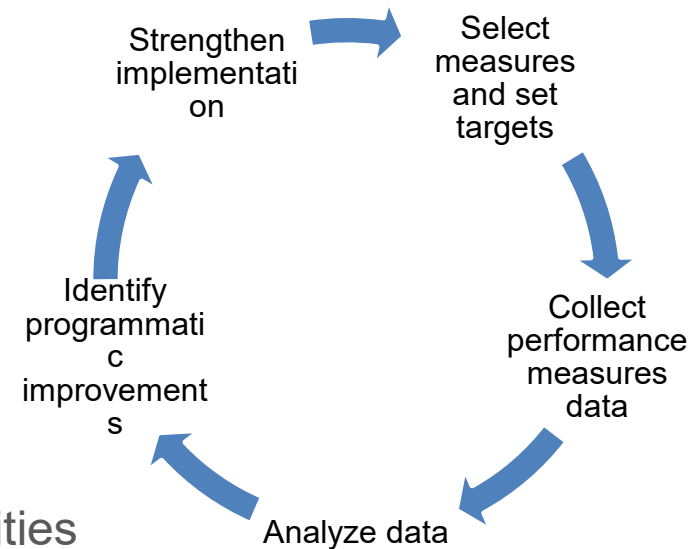 Strengthen
implementati
on
Select
measures
and set
targets
Collect
performance
measures
data
Analyze data
Identify
programmati
c
improvement
s
ities